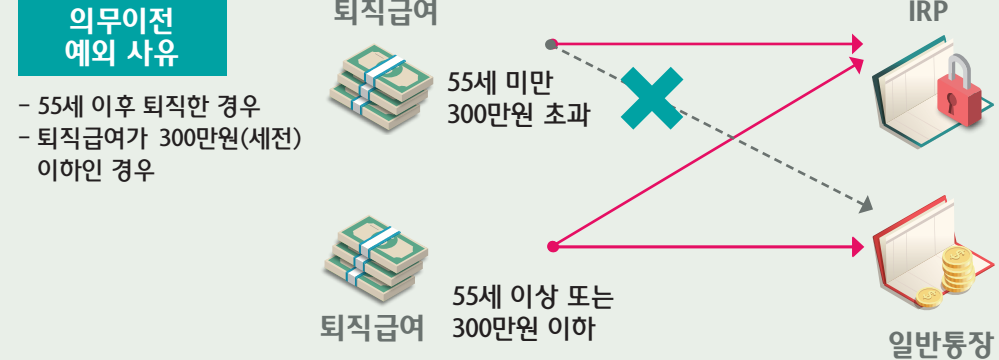 의무이전
예외 사유
- 55세 이후 퇴직한 경우
- 퇴직급여가 300만원(세전)
이하인 경우
퇴직급여
55세 미만
300만원 초과
IRP
퇴직급여
55세 이상 또는
300만원 이하
일반통장